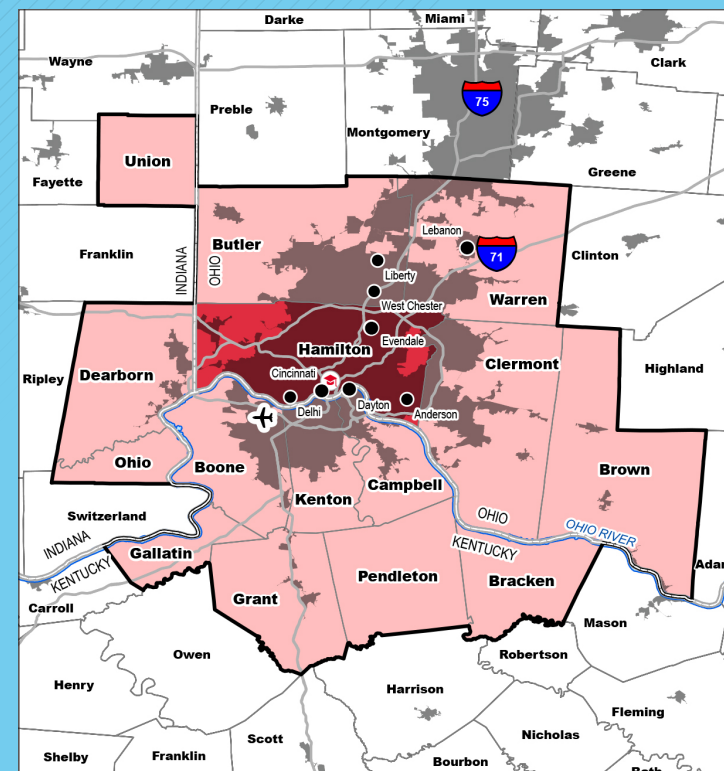 Darke
Miami
Wayne
Clark
Preble
75
Montgomery
Union
Fayette
Greene
Lebanon
Butler
71
Franklin
INDIANA
OHIO
Clinton
Liberty
Warren
West Chester
Evendale
Hamilton
Clermont
Highland
Ripley
Dearborn
Cincinnati
Delhi
Dayton
Anderson
Ohio
Boone
Brown
Campbell
Kenton
Switzerland
OHIO
OHIO RIVER
INDIANA
KENTUCKY
KENTUCKY
Gallatin
Adar
Pendleton
Bracken
Grant
Carroll
Mason
Owen
Robertson
Henry
Harrison
Fleming
Nicholas
Scott
Shelby
Franklin
Bourbon